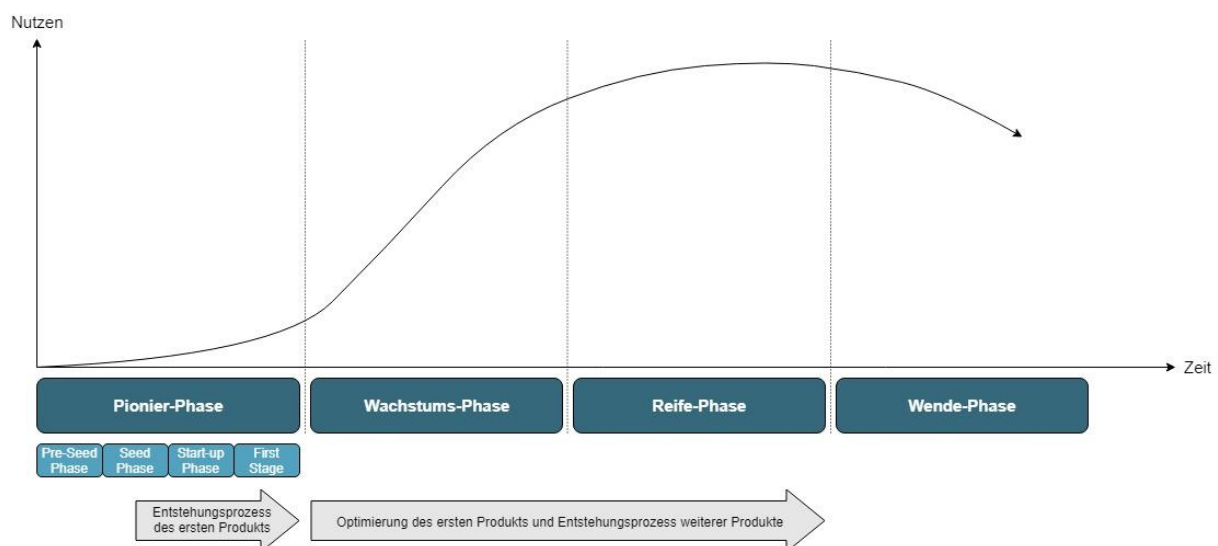 Nutzen
Zeit
Pionier-Phase
Wachstums-Phase
Reife-Phase
Wende-Phase
Pre-Seed
Phase
Seed
Phase
Start-up
Phase
First
Stage
Entstehungsprozess
des ersten Produkts
Optimierung des ersten Produkts und Entstehungsprozess weiterer Produkte